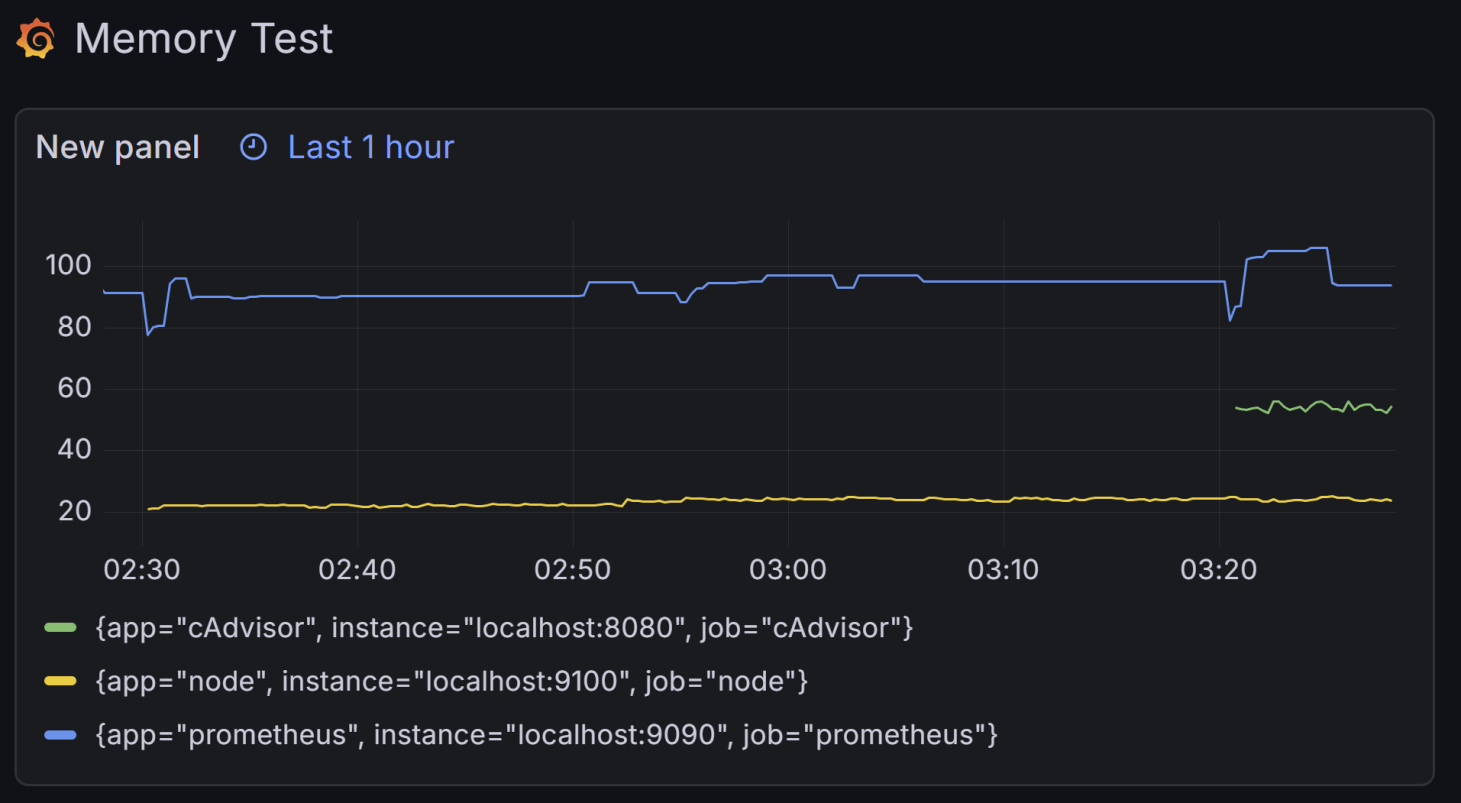 Memory Test
New panel Last 1 hour
100
80
60
40
20
02:30 02:40 02:50 03:00 03:10 03:20
{app="cAdvisor", instance="localhost:8080", job="cAdvisor"}
{app="node", instance="localhost:9100", job="node"}
{app="prometheus", instance="localhost:9090", job="prometheus"}